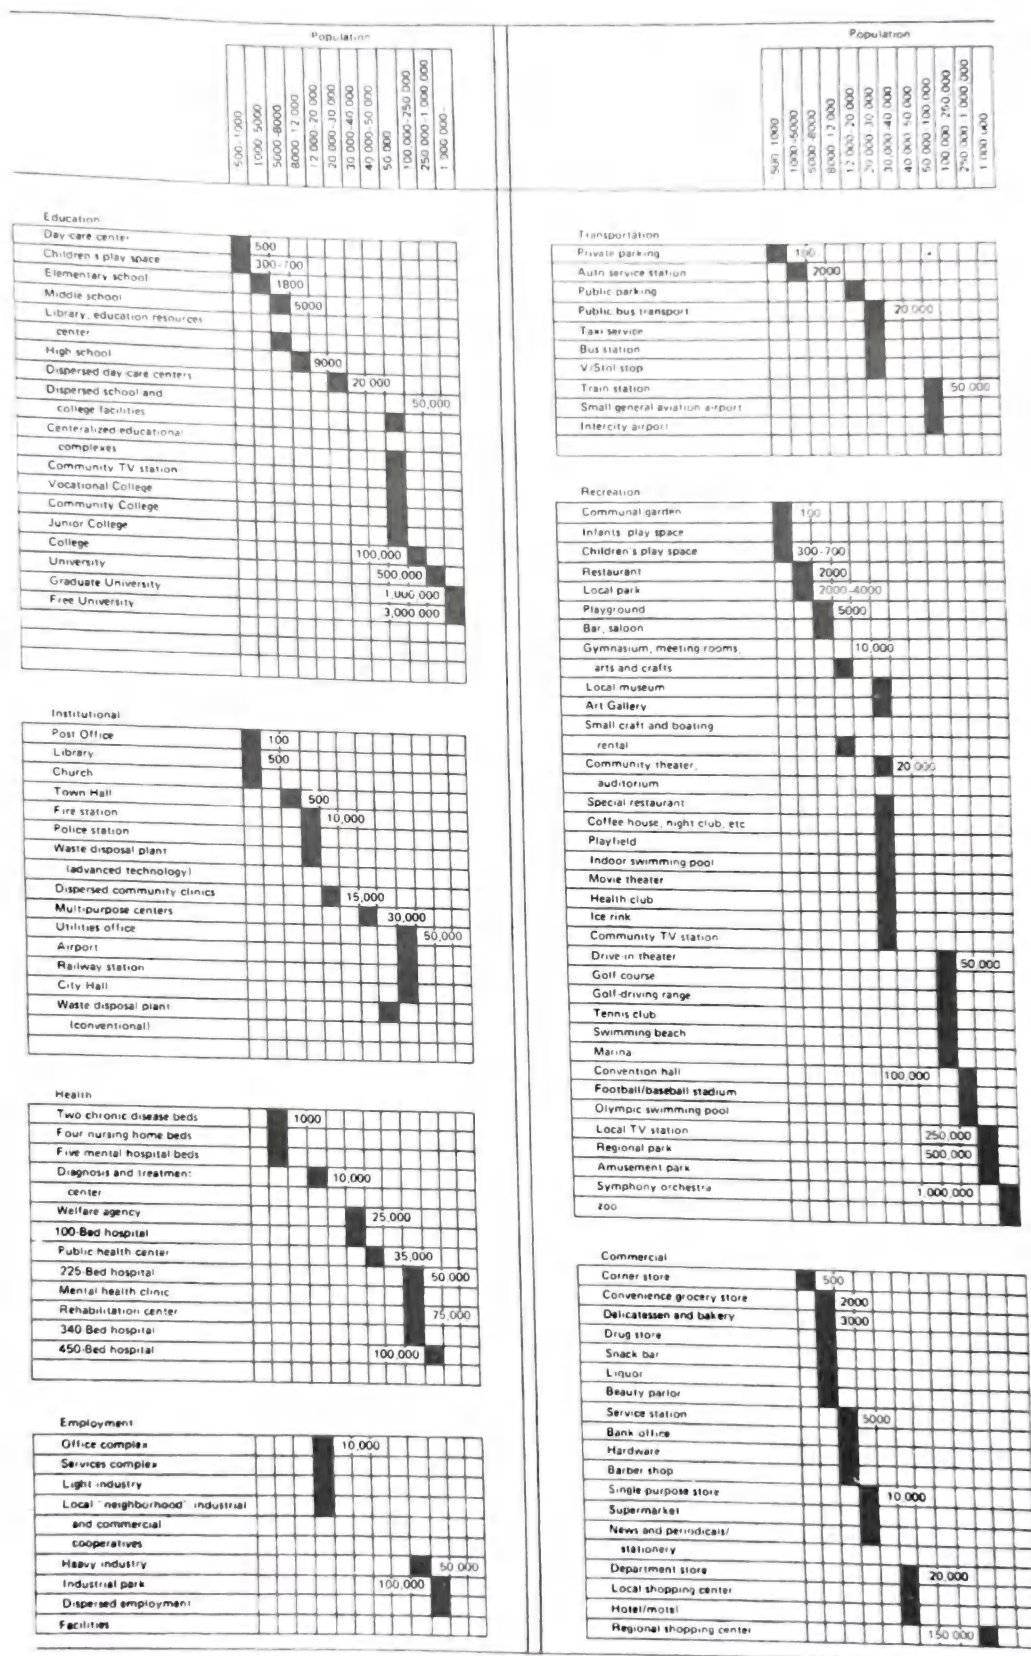 Population
500-1000
1000-5000
5000-8000
8000-12 000
12 000-20 000
20 000-30 000
30 000-40 000
40 000-50 000
50 000
100 000-250 000
250 000-1 000 000
1 000 000-
Education
Day-care center
500
Children's play space
300-700
Elementary school
1800
Middle school
5000
Library, education resources
center
High school
9000
Dispersed day-care centers
20 000
Dispersed school and
50,000
college facilities
Centeralized educational
complexes
Community TV station
Vocational College
Community College
Junior College
College
100,000
University
500,000
Graduate University
1,000,000
Free University
3,000 000
Institutional
Post Office
100
Library
500
Church
Town Hall
500
Fire station
10,000
Police station
Waste disposal plant
(advanced technology)
Dispersed community clinics
15,000
Multipurpose centers
30,000
Utilities office
50,000
Airport
Railway station
City Hall
Waste disposal plant
(conventional)
Health
Two chronic disease beds
1000
Four nursing home beds
Five mental hospital beds
Diagnosis and treatment
10,000
center
Welfare agency
25,000
100-Bed hospital
Public health center
35,000
225-Bed hospital
50,000
Mental health clinic
Rehabilitation center
75,000
340-Bed hospital
450-Bed hospital
100,000
Employment
Office complex
10,000
Services complex
Light industry
Local "neighborhood" industrial
and commercial
cooperatives
Heavy industry
50 000
Industrial park
100,000
Dispersed employment
Facilities
Population
500-1000
1000-5000
5000-8000
8000-12 000
12 000-20 000
20 000-30 000
30,000-40 000
40 000-50 000
50 000-100 000
100 000-250 000
250 000-1 000 000
1 000 000
Transportation
Private parking
100
Auto service station
2000
Public parking
Public bus transport
20 000
Taxi service
Bus station
V/Stol stop
Train station
50 000
Small general aviation airport
Intercity airport
Recreation
Communal garden
100
Infants' play space
Children's play space
300-700
Restaurant
2000
Local park
2000-4000
Playground
5000
Bar, saloon
Gymnasium, meeting rooms,
10,000
arts and crafts
Local museum
Art Gallery
Small craft and boating
rental
Community theater,
20 000
auditorium
Special restaurant
Coffee house, night club, etc
Playfield
Indoor swimming pool
Movie theater
Health club
Ice rink
Community TV station
Drive in theater
50,000
Golf course
Golf-driving range
Tennis club
Swimming beach
Marina
Convention hall
100,000
Football/baseball stadium
Olympic swimming pool
Local TV station
250,000
Regional park
500,000
Amusement park
Symphony orchestra
1,000,000
zoo
Commercial
Corner store
500
Convenience grocery store
2000
Delicatessen and bakery
3000
Drug store
Snack bar
Liquor
Beauty parlor
Service station
5000
Bank office
Hardware
Barber shop
Single purpose store
10 000
Supermarket
News and periodicals/
stationery
Department store
20,000
Local shopping center
Hotel/motel
Regional shopping center
150 000